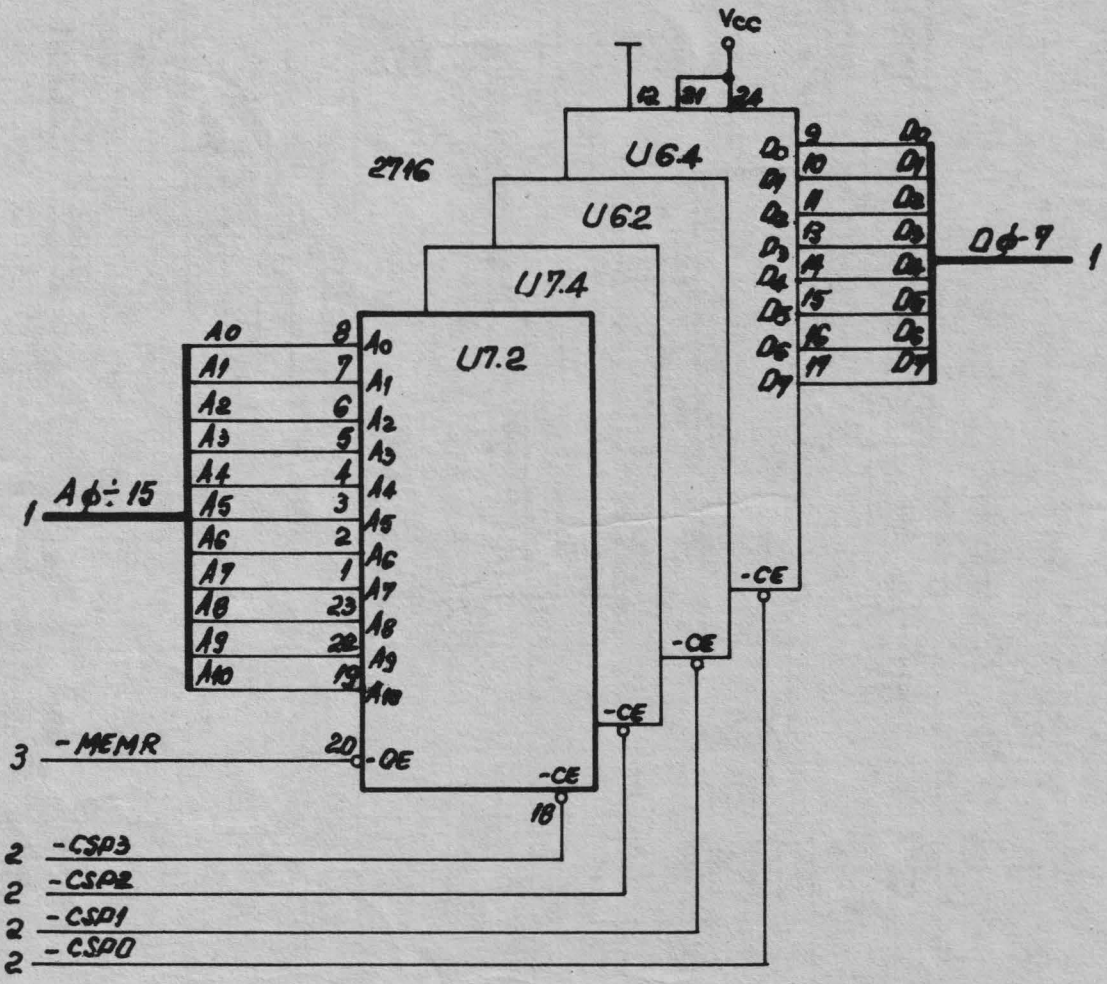 Vcc
12 21 24
2716
U6.4
U6.2
U7.4
U7.2
D0 9 D0
D1 10 D1
D2 11 D2
D3 13 D3
D4 14 D4
D5 15 D5
D6 16 D6
D7 17 D7
Dϕ-7 1
A0 8 A0
A1 7 A1
A2 6 A2
A3 5 A3
A4 4 A4
1 Aϕ÷15
A5 3 A5
A6 2 A6
A7 1 A7
A8 23 A8
A9 22 A9
A10 19 A10
-CE
-CE
-CE
3 -MEMR 20 -OE
-CE
18
2 -CSP3
2 -CSP2
2 -CSP1
2 -CSP0